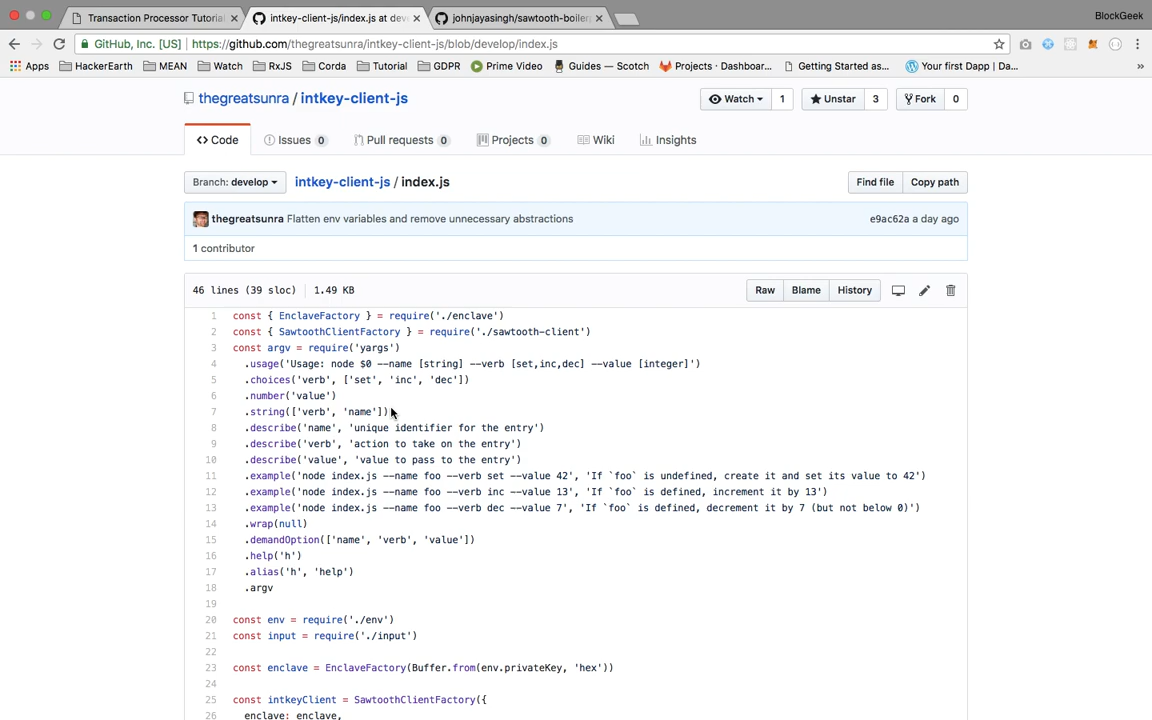 Transaction Processor Tutorial
intkey-client-js/index.js at deve
johnjayasingh/sawtooth-boiler
BlockGeek
GitHub, Inc. [US] https://github.com/thegreatsunra/intkey-client-js/blob/develop/index.js
Apps HackerEarth MEAN Watch RxJS Corda Tutorial GDPR Prime Video Guides — Scotch Projects · Dashboar... Getting Started as... Your first Dapp | Da... »
thegreatsunra / intkey-client-js
Watch 1 Unstar 3 Fork 0
Code Issues 0 Pull requests 0 Projects 0 Wiki Insights
Branch: develop intkey-client-js / index.js Find file Copy path
thegreatsunra Flatten env variables and remove unnecessary abstractions e9ac62a a day ago
1 contributor
46 lines (39 sloc) 1.49 KB Raw Blame History
1 const { EnclaveFactory } = require('./enclave')
2 const { SawtoothClientFactory } = require('./sawtooth-client')
3 const argv = require('yargs')
4 .usage('Usage: node $0 --name [string] --verb [set,inc,dec] --value [integer]')
5 .choices('verb', ['set', 'inc', 'dec'])
6 .number('value')
7 .string(['verb', 'name'])
8 .describe('name', 'unique identifier for the entry')
9 .describe('verb', 'action to take on the entry')
10 .describe('value', 'value to pass to the entry')
11 .example('node index.js --name foo --verb set --value 42', 'If `foo` is undefined, create it and set its value to 42')
12 .example('node index.js --name foo --verb inc --value 13', 'If `foo` is defined, increment it by 13')
13 .example('node index.js --name foo --verb dec --value 7', 'If `foo` is defined, decrement it by 7 (but not below 0)')
14 .wrap(null)
15 .demandOption(['name', 'verb', 'value'])
16 .help('h')
17 .alias('h', 'help')
18 .argv
19
20 const env = require('./env')
21 const input = require('./input')
22
23 const enclave = EnclaveFactory(Buffer.from(env.privateKey, 'hex'))
24
25 const intkeyClient = SawtoothClientFactory({
26 enclave: enclave,